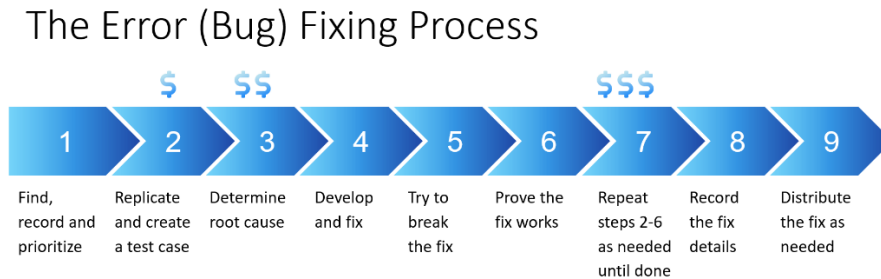 The Error (Bug) Fixing Process
$ $$ $$$
1 2 3 4 5 6 7 8 9
Find,
record and
prioritize
Replicate
and create
a test case
Determine
root cause
Develop
and fix
Try to
break
the fix
Prove the
fix works
Repeat
steps 2-6
as needed
until done
Record
the fix
details
Distribute
the fix as
needed